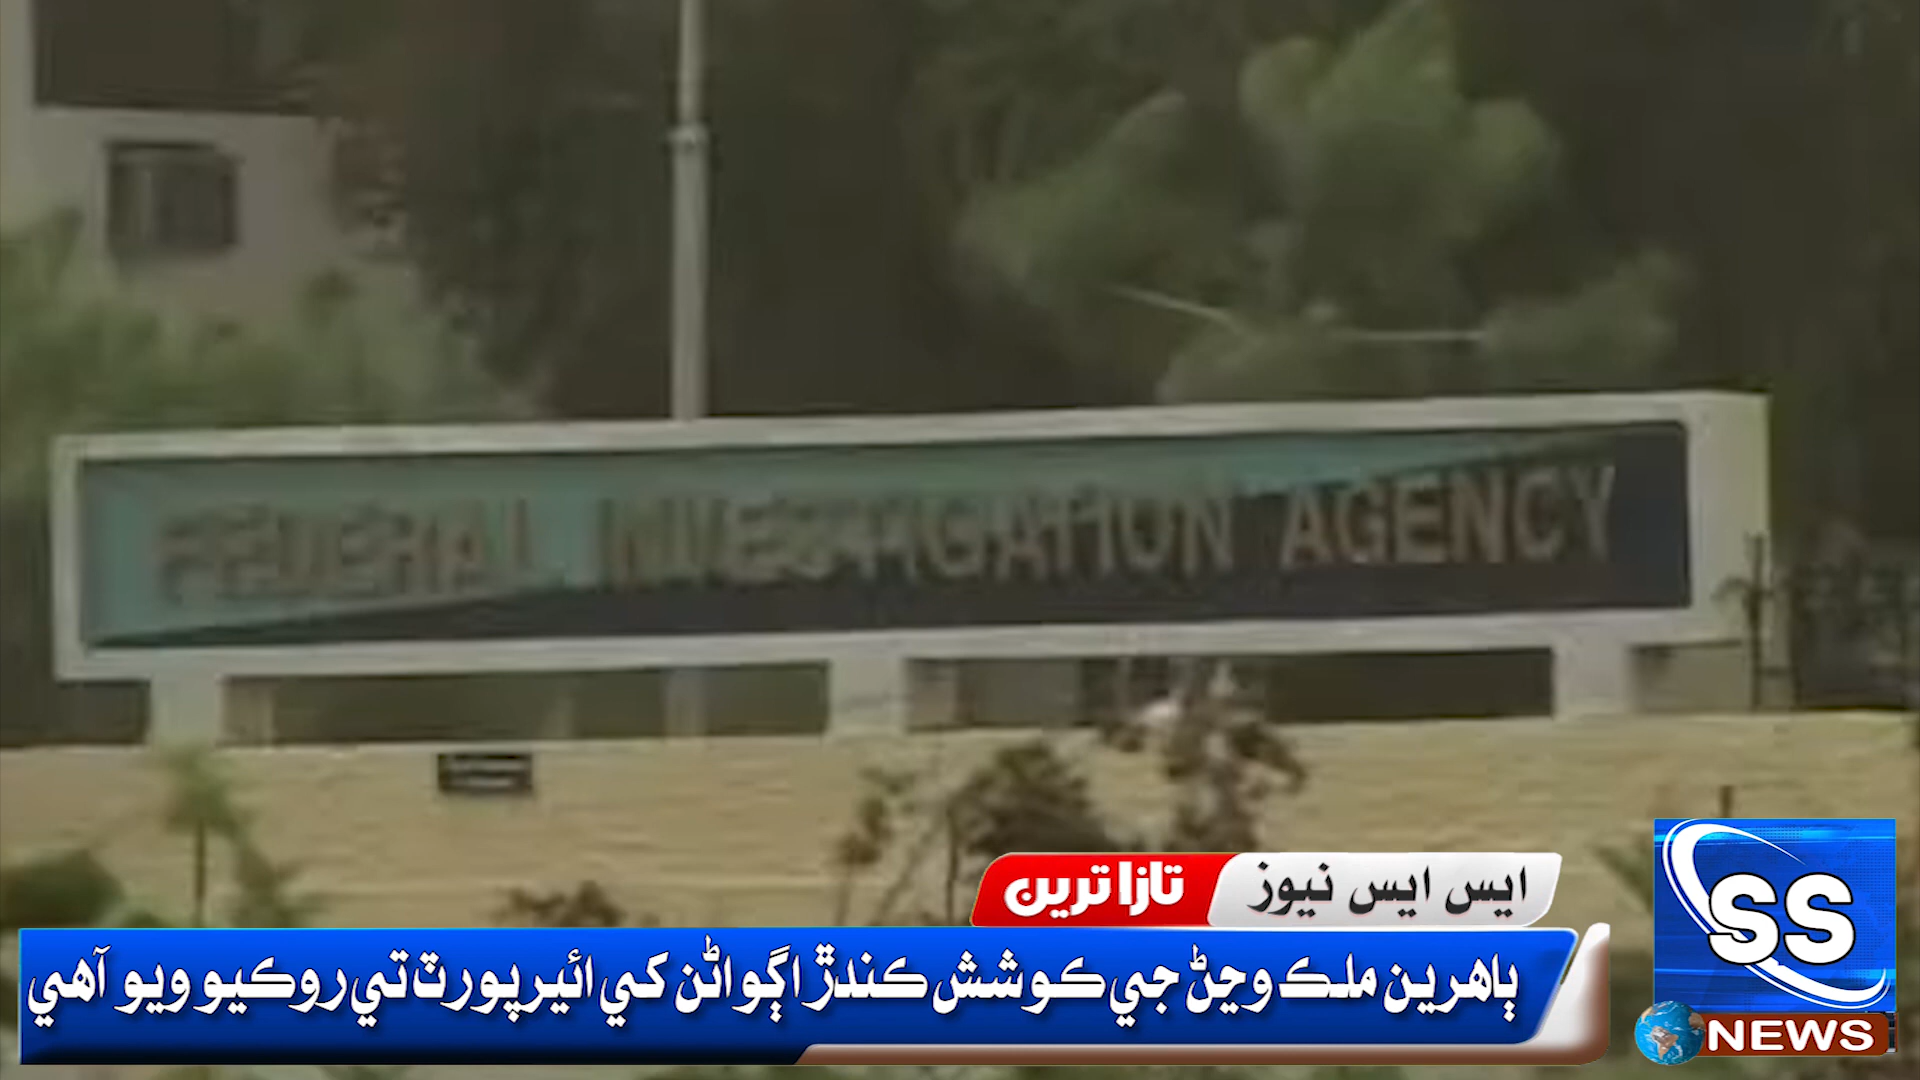 FEDERAL INVESTIGATION AGENCY
ايس ايس نيوز
تازا ترين
ٻاهرين ملڪ وڃڻ جي ڪوشش ڪندڙ اڳواڻن کي ائيرپورٽ تي روڪيو ويو آهي
SS
NEWS